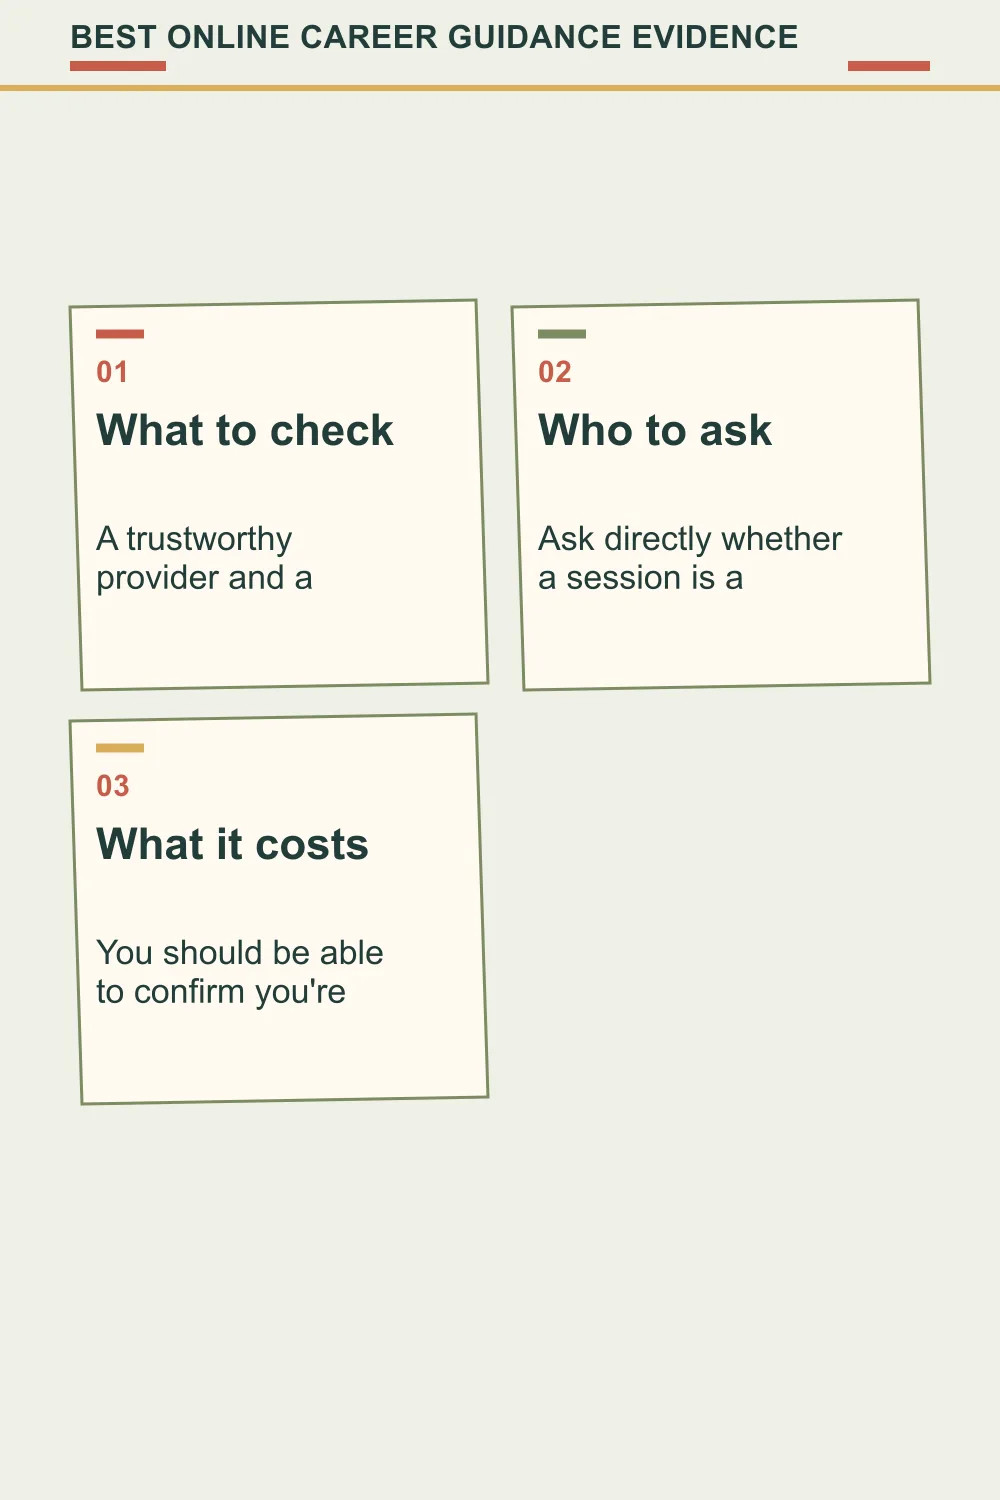 BEST ONLINE CAREER GUIDANCE EVIDENCE
01
What to check
A trustworthy
provider and a
02
Who to ask
Ask directly whether
a session is a
03
What it costs
You should be able
to confirm you're